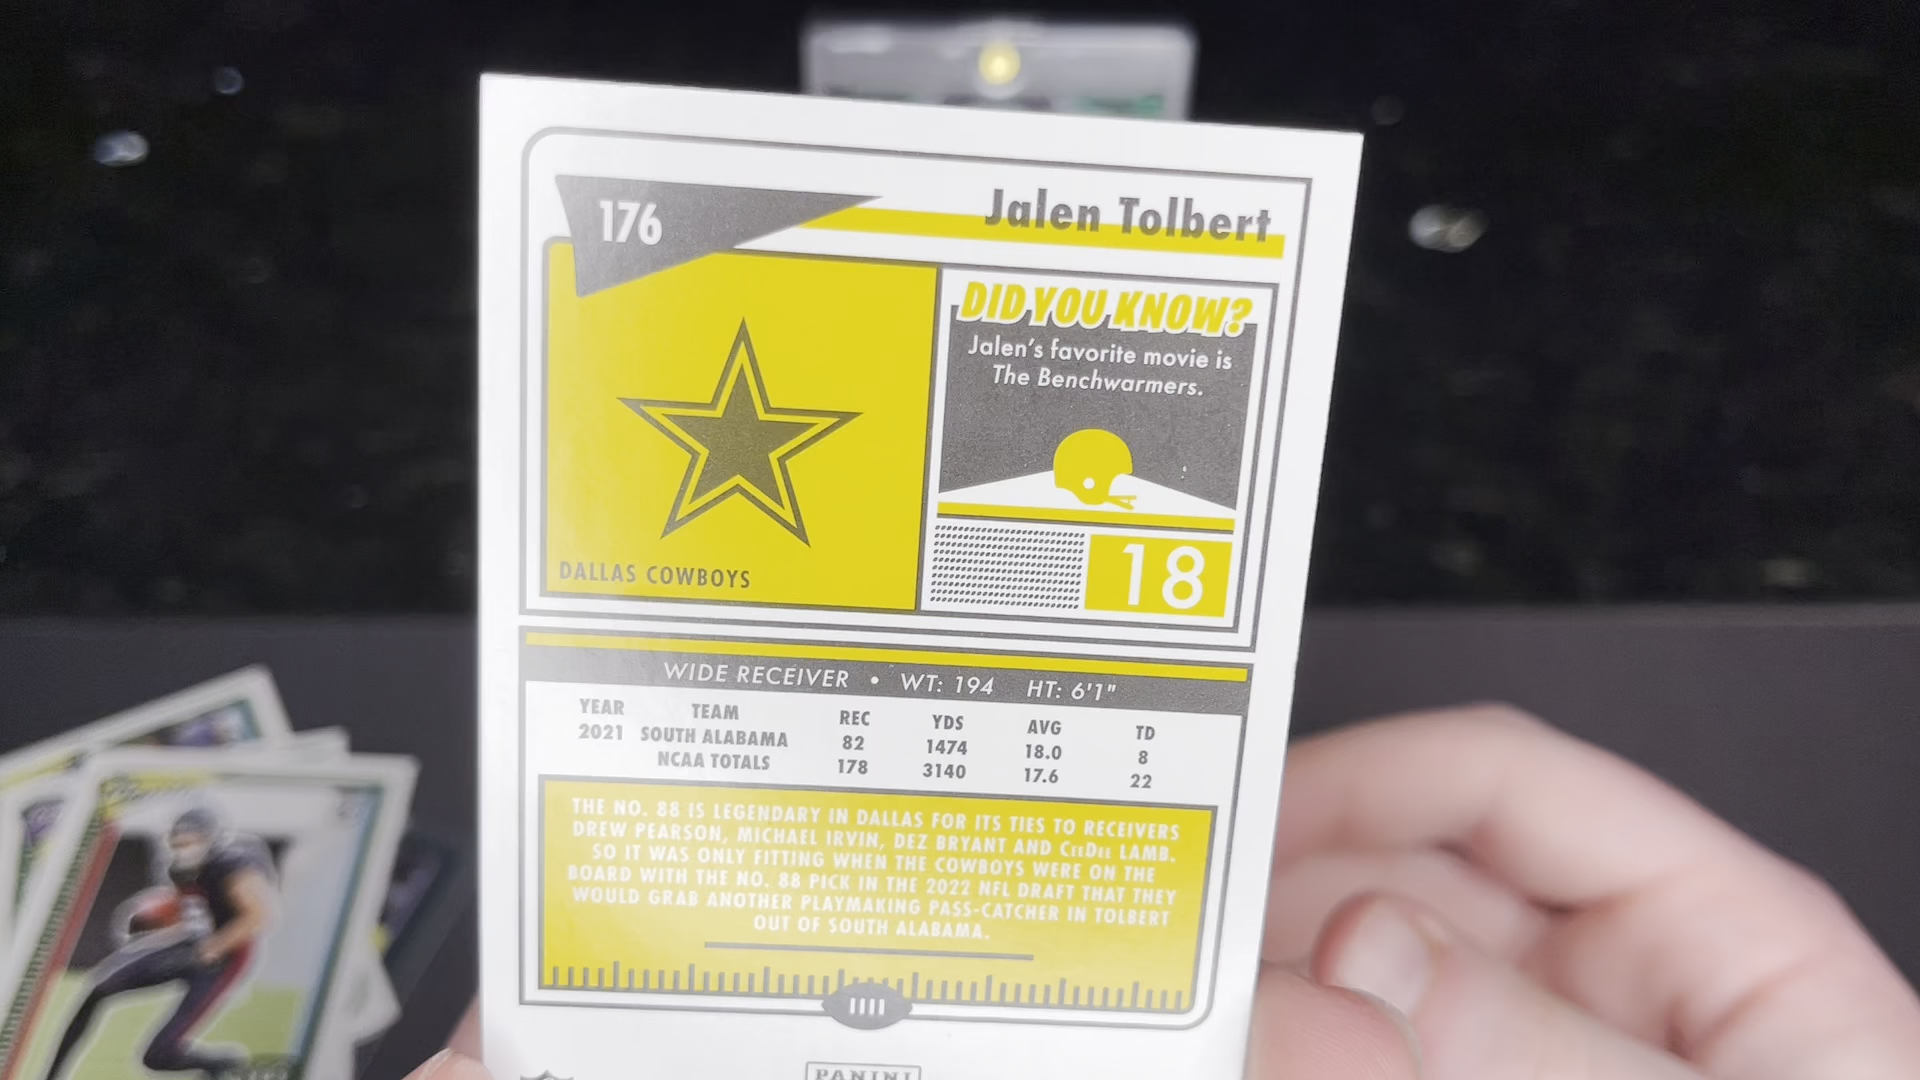 176
Jalen Tolbert
DID YOU KNOW?
Jalen's favorite movie is
The Benchwarmers.
DALLAS COWBOYS
18
WIDE RECEIVER • WT: 194 HT: 6'1"
YEAR TEAM REC YDS AVG TD
2021 SOUTH ALABAMA 82 1474 18.0 8
NCAA TOTALS 178 3140 17.6 22
THE NO. 88 IS LEGENDARY IN DALLAS FOR ITS TIES TO RECEIVERS
DREW PEARSON, MICHAEL IRVIN, DEZ BRYANT AND CeeDee LAMB.
SO IT WAS ONLY FITTING WHEN THE COWBOYS WERE ON THE
BOARD WITH THE NO. 88 PICK IN THE 2022 NFL DRAFT THAT THEY
WOULD GRAB ANOTHER PLAYMAKING PASS-CATCHER IN TOLBERT
OUT OF SOUTH ALABAMA.
PANINI